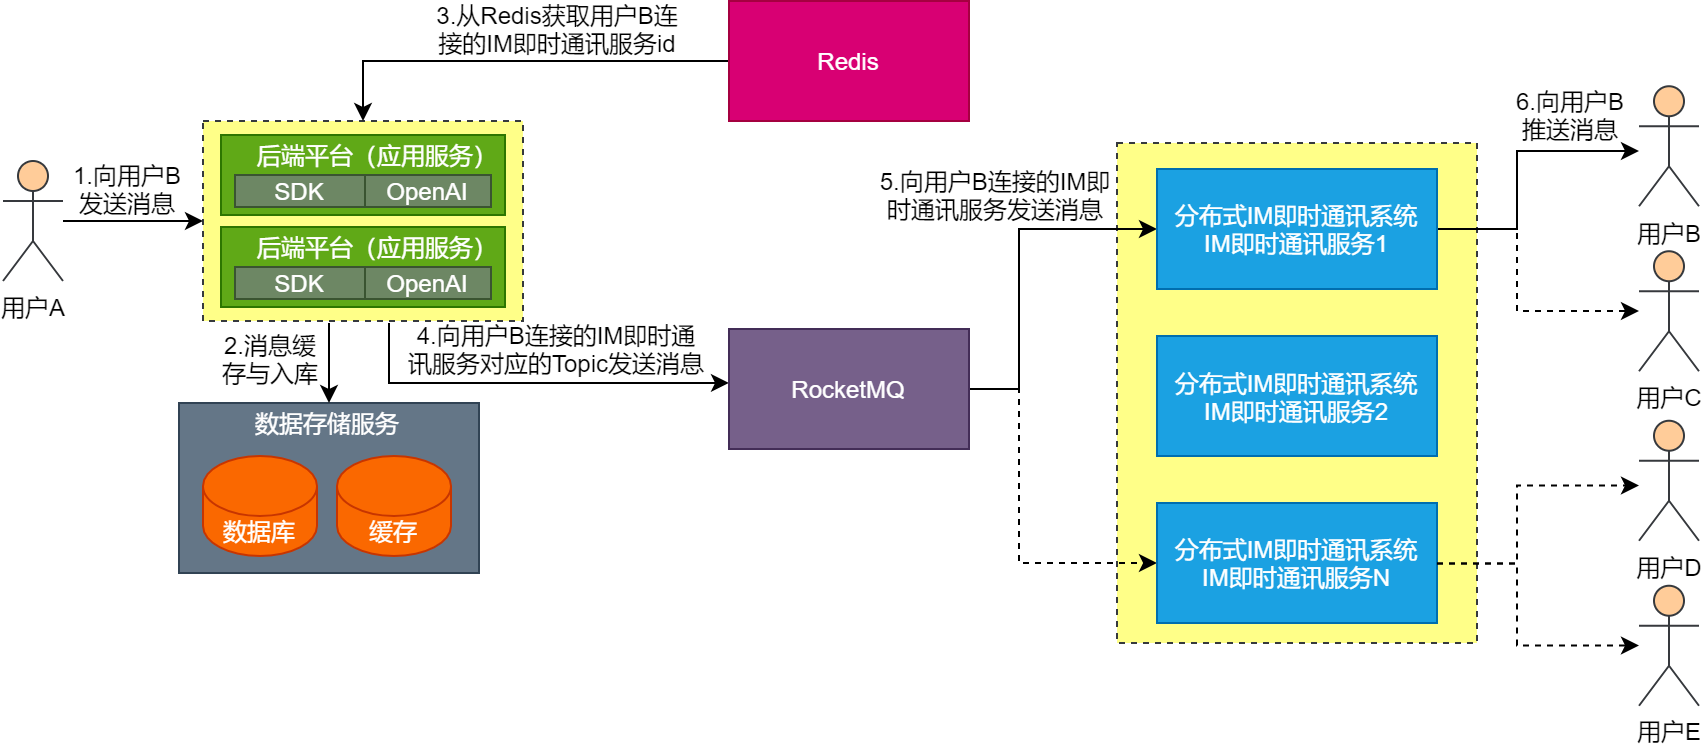 3.从Redis获取用户B连
接的IM即时通讯服务id
Redis
用户A
1.向用户B
发送消息
后端平台（应用服务）
SDK
OpenAI
后端平台（应用服务）
SDK
OpenAI
2.消息缓
存与入库
数据存储服务
数据库
缓存
4.向用户B连接的IM即时通
讯服务对应的Topic发送消息
RocketMQ
5.向用户B连接的IM即
时通讯服务发送消息
分布式IM即时通讯系统
IM即时通讯服务1
分布式IM即时通讯系统
IM即时通讯服务2
分布式IM即时通讯系统
IM即时通讯服务N
6.向用户B
推送消息
用户B
用户C
用户D
用户E